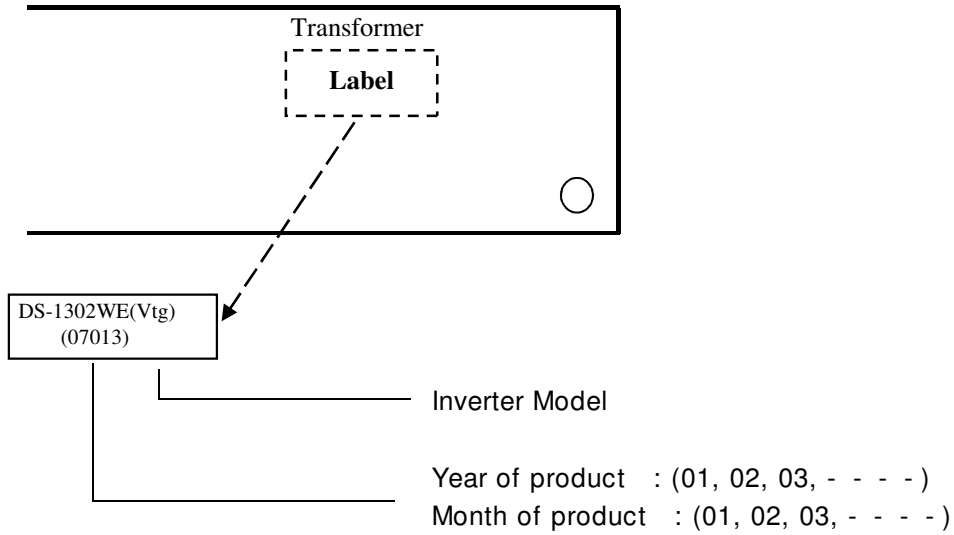 Transformer
Label
DS-1302WE(Vtg)
(07013)
Inverter Model
Year of product : (01, 02, 03, - - - - )
Month of product : (01, 02, 03, - - - - )